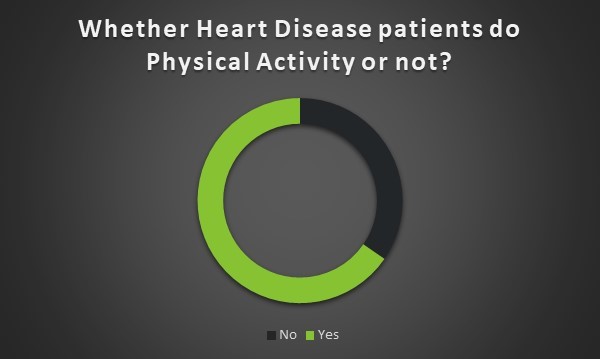 Whether Heart Disease patients do
Physical Activity or not?
No Yes